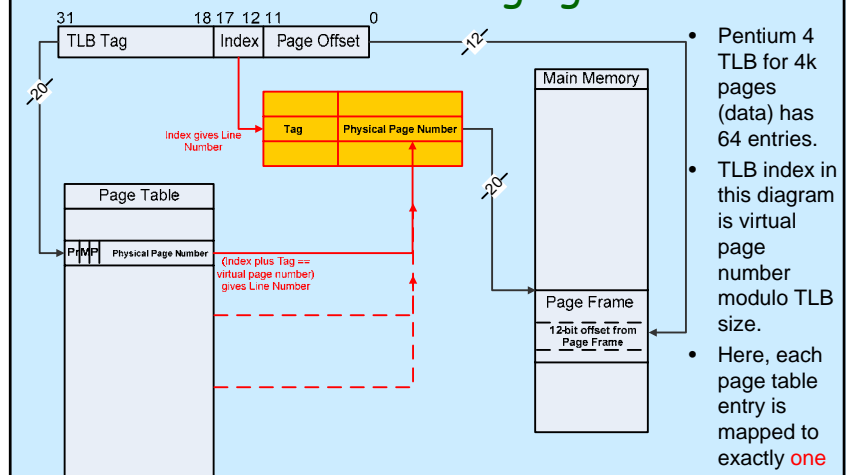 31 18 17 12 11 0
TLB Tag Index Page Offset
12
20
Index gives Line
Number
Tag Physical Page Number
20
Page Table
Pr M P Physical Page Number
(Index plus Tag ==
virtual page number)
gives Line Number
Main Memory
Page Frame
12-bit offset from
Page Frame
• Pentium 4
TLB for 4k
pages
(data) has
64 entries.
• TLB index in
this diagram
is virtual
page
number
modulo TLB
size.
• Here, each
page table
entry is
mapped to
exactly one